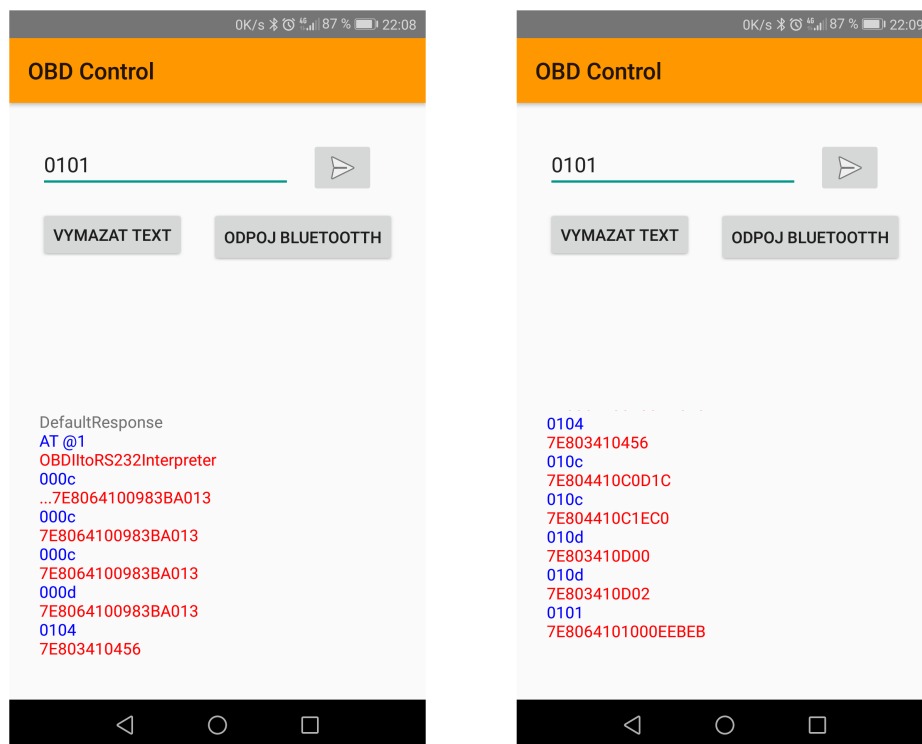 0K/s 46 87 % 22:08
OBD Control
0101
VYMAZAT TEXT
ODPOJ BLUETOOTTH
DefaultResponse
AT @1
OBDIItoRS232Interpreter
000c
...7E8064100983BA013
000c
7E8064100983BA013
000c
7E8064100983BA013
000d
7E8064100983BA013
0104
7E803410456
0K/s 46 87 % 22:09
OBD Control
0101
VYMAZAT TEXT
ODPOJ BLUETOOTTH
0104
7E803410456
010c
7E804410C0D1C
010c
7E804410C1EC0
010d
7E803410D00
010d
7E803410D02
0101
7E8064101000EEBEB